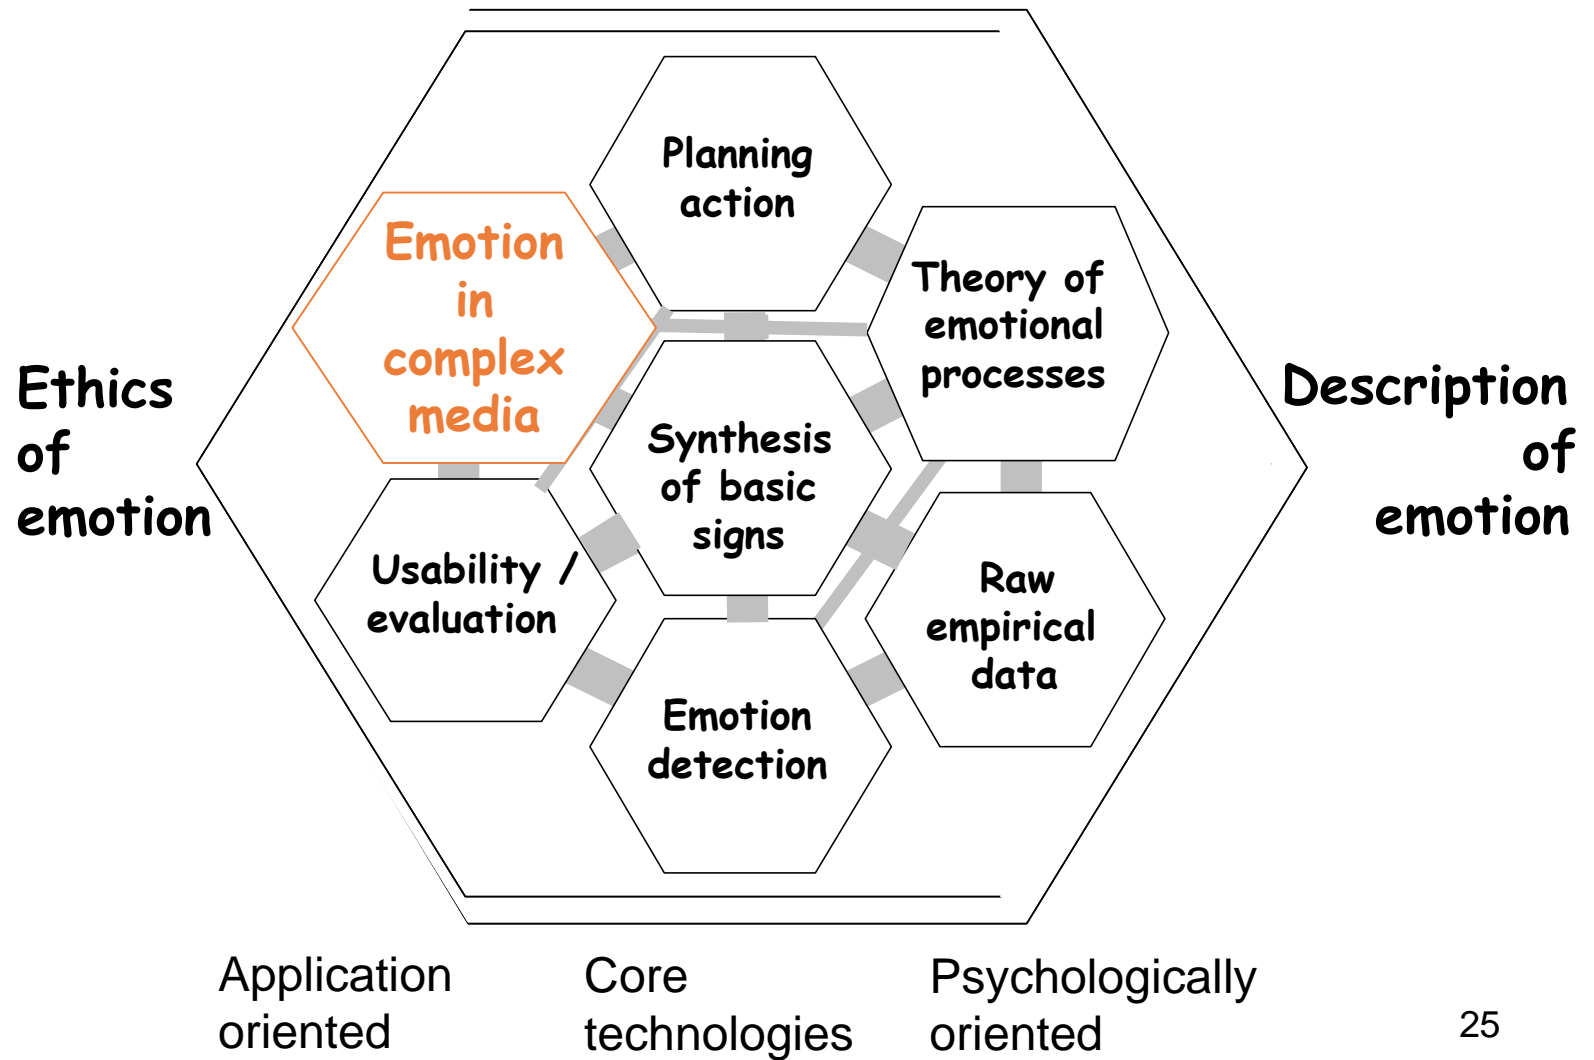 Planning
action
Emotion
in
complex
media
Theory of
emotional
processes
Ethics
of
emotion
Description
of
emotion
Synthesis
of basic
signs
Usability /
evaluation
Raw
empirical
data
Emotion
detection
Application
oriented
Core
technologies
Psychologically
oriented
25